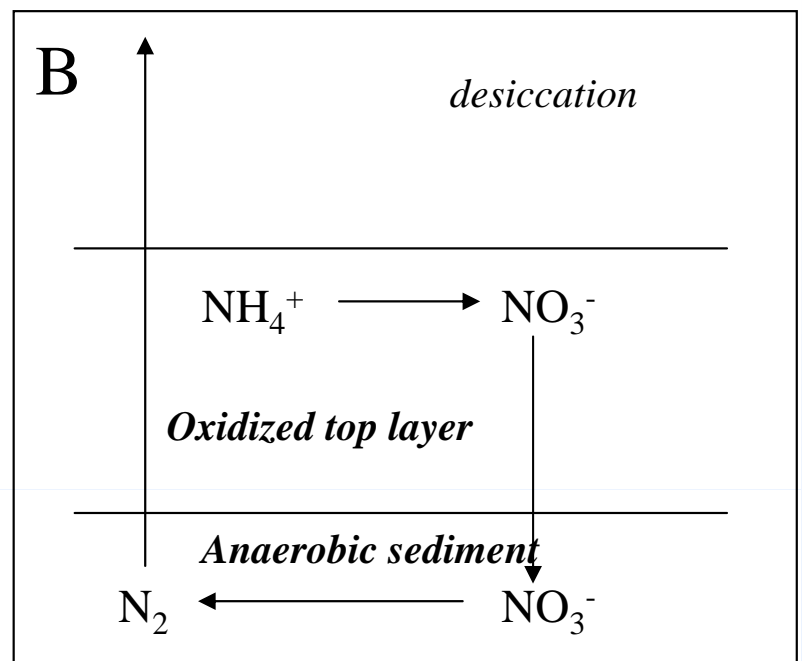 B
desiccation
NH₄⁺ NO₃⁻
Oxidized top layer
Anaerobic sediment
N₂ NO₃⁻